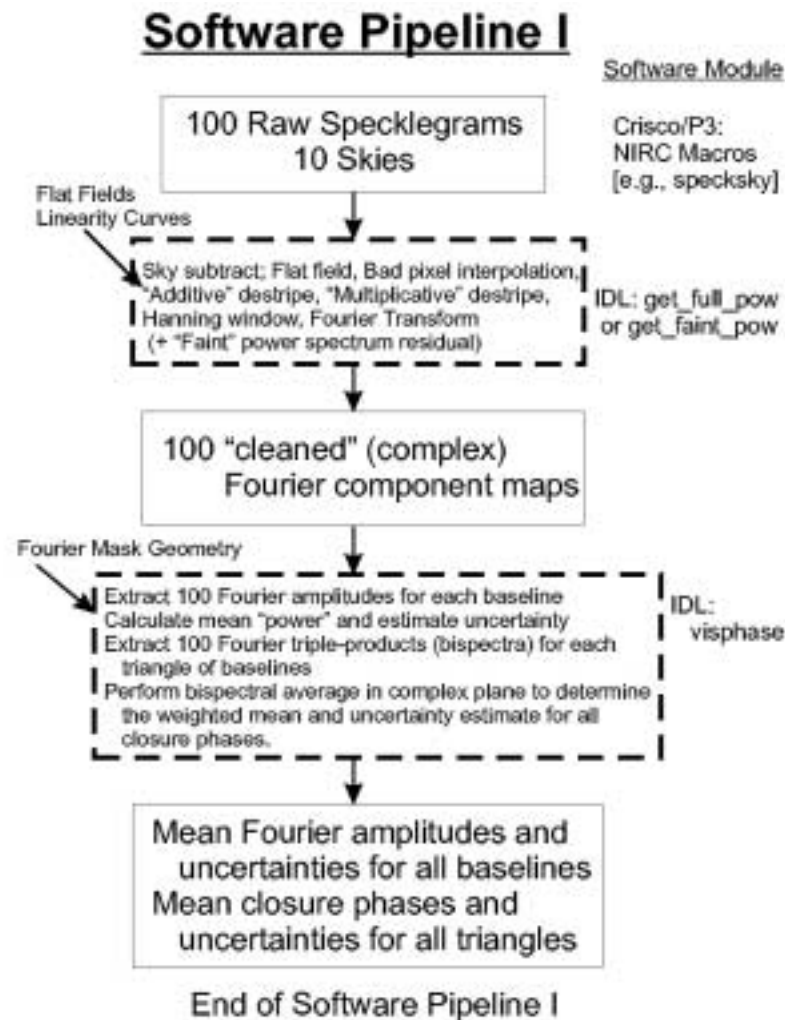 Software Pipeline I
Software Module
100 Raw Specklegrams
10 Skies
Crisco/P3:
NIRC Macros
[e.g., specksky]
Flat Fields
Linearity Curves
Sky subtract; Flat field, Bad pixel interpolation,
"Additive" destripe, "Multiplicative" destripe,
Hanning window, Fourier Transform
(+ "Faint" power spectrum residual)
IDL: get_full_pow
or get_faint_pow
100 "cleaned" (complex)
Fourier component maps
Fourier Mask Geometry
Extract 100 Fourier amplitudes for each baseline
Calculate mean "power" and estimate uncertainty
Extract 100 Fourier triple-products (bispectra) for each
triangle of baselines
Perform bispectral average in complex plane to determine
the weighted mean and uncertainty estimate for all
closure phases.
IDL:
visphase
Mean Fourier amplitudes and
uncertainties for all baselines
Mean closure phases and
uncertainties for all triangles
End of Software Pipeline I